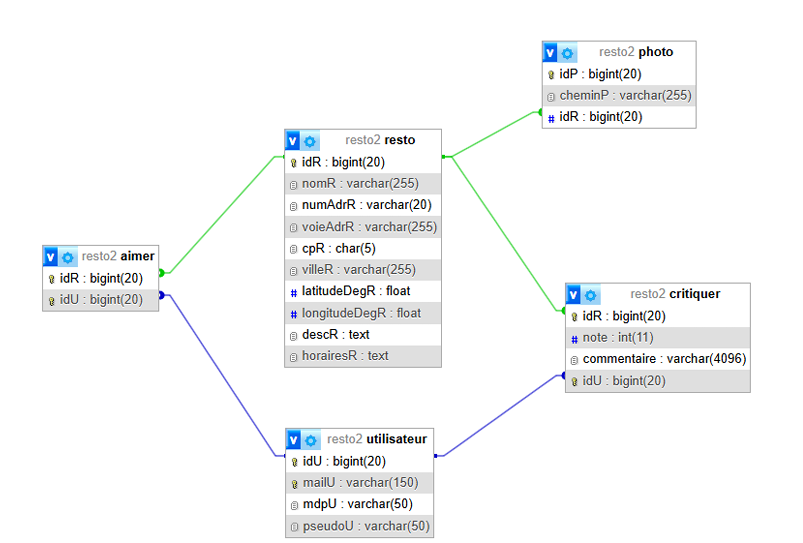 v resto2 photo
idP : bigint(20)
cheminP : varchar(255)
# idR : bigint(20)
v resto2 resto
idR : bigint(20)
nomR : varchar(255)
numAdrR : varchar(20)
voieAdrR : varchar(255)
cpR : char(5)
villeR : varchar(255)
# latitudeDegR : float
# longitudeDegR : float
descR : text
horairesR : text
v resto2 aimer
idR : bigint(20)
idU : bigint(20)
v resto2 critiquer
idR : bigint(20)
# note : int(11)
commentaire : varchar(4096)
idU : bigint(20)
v resto2 utilisateur
idU : bigint(20)
mailU : varchar(150)
mdpU : varchar(50)
pseudoU : varchar(50)